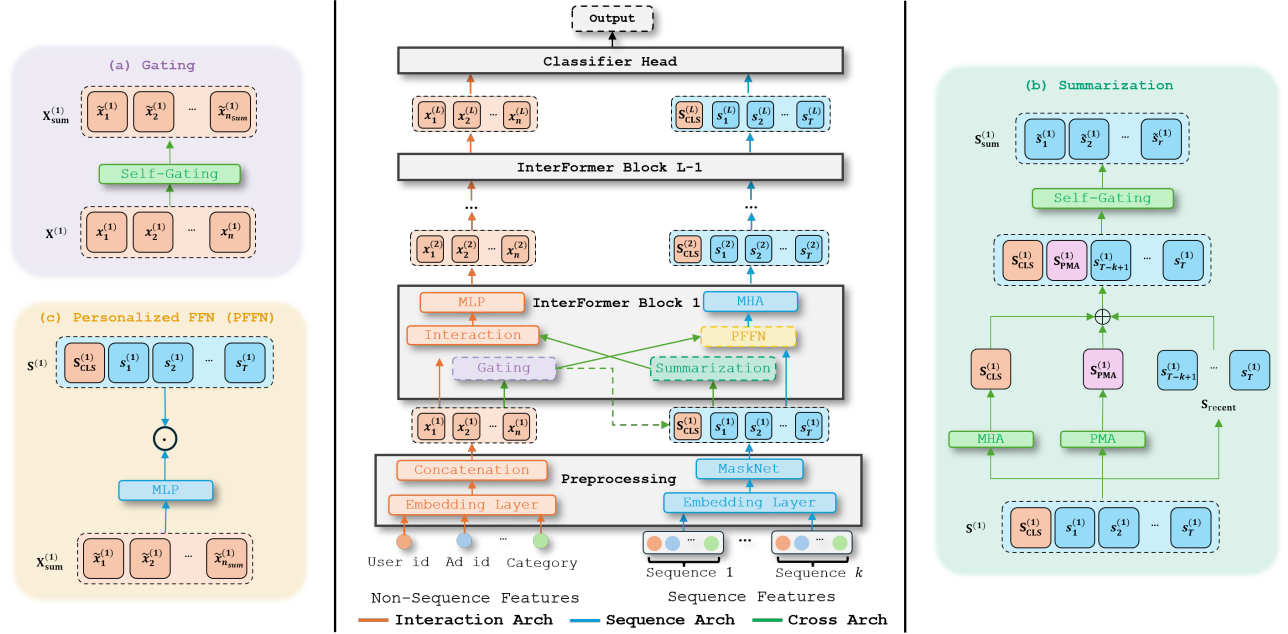 (a) Gating
X_sum^(1) x̃_1^(1) x̃_2^(1) ... x̃_{n_sum}^(1)
Self-Gating
X^(1) x_1^(1) x_2^(1) ... x_n^(1)
(c) Personalized FFN (PFFN)
S^(1) S_CLS^(1) s_1^(1) s_2^(1) ... s_T^(1)
MLP
X_sum^(1) x̃_1^(1) x̃_2^(1) ... x̃_{n_sum}^(1)
Output
Classifier Head
x_1^(L) x_2^(L) ... x_n^(L) S_CLS^(L) s_1^(L) s_2^(L) ... s_T^(L)
InterFormer Block L-1
... ...
x_1^(2) x_2^(2) ... x_n^(2) S_CLS^(2) s_1^(2) s_2^(2) ... s_T^(2)
MLP InterFormer Block 1 MHA
Interaction PFFN
Gating Summarization
x_1^(1) x_2^(1) ... x_n^(1) S_CLS^(1) s_1^(1) s_2^(1) ... s_T^(1)
Concatenation Preprocessing MaskNet
Embedding Layer Embedding Layer
... ... ... ...
User id Ad id Category Sequence 1 Sequence k
Non-Sequence Features Sequence Features
Interaction Arch Sequence Arch Cross Arch
(b) Summarization
S_sum^(1) s̃_1^(1) s̃_2^(1) ... s̃_r^(1)
Self-Gating
S_CLS^(1) S_PMA^(1) s_{T-k+1}^(1) ... s_T^(1)
S_CLS^(1) S_PMA^(1) s_{T-k+1}^(1) ... s_T^(1)
S_recent
MHA PMA
S^(1) S_CLS^(1) s_1^(1) s_2^(1) ... s_T^(1)